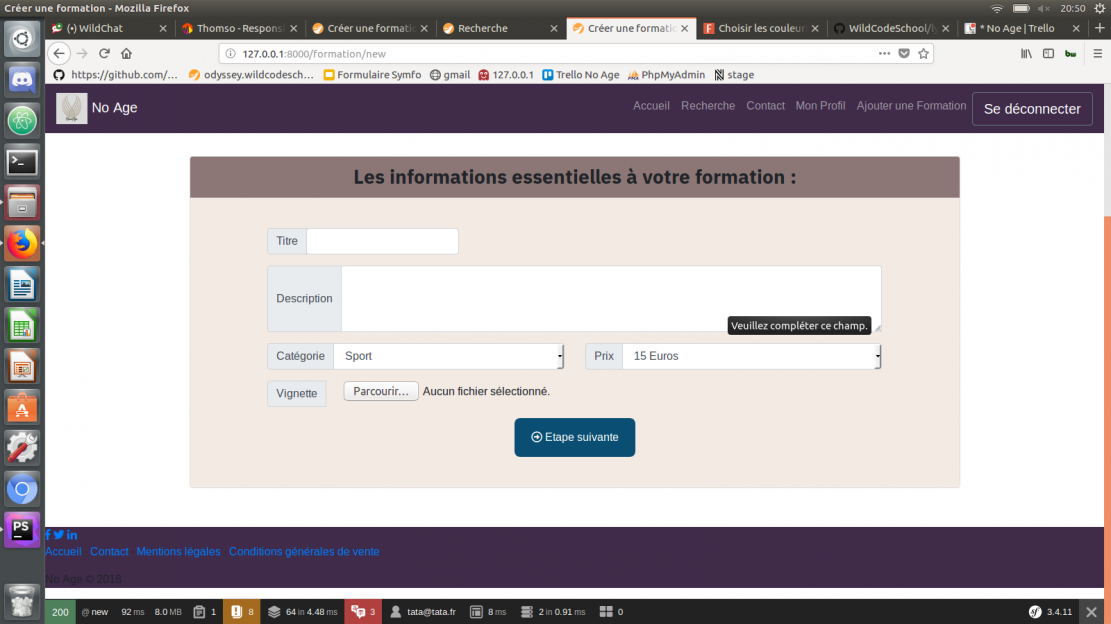 Créer une formation - Mozilla Firefox
20:50
(•) WildChat
Thomso - Respons
Créer une formati
Recherche
Créer une formati
Choisir les couleur
WildCodeSchool/ly
* No Age | Trello
127.0.0.1:8000/formation/new
https://github.com/...
odyssey.wildcodesch...
Formulaire Symfo
gmail
127.0.0.1
Trello No Age
PhpMyAdmin
stage
No Age
Accueil
Recherche
Contact
Mon Profil
Ajouter une Formation
Se déconnecter
Les informations essentielles à votre formation :
Titre
Description
Veuillez compléter ce champ.
Catégorie
Sport
Prix
15 Euros
Vignette
Parcourir...
Aucun fichier sélectionné.
Etape suivante
PS
Accueil Contact Mentions légales Conditions générales de vente
No Age © 2018
200 @ new 92 ms 8.0 MB 1 8 64 in 4.48 ms 3 tata@tata.fr 8 ms 2 in 0.91 ms 0 sf 3.4.11